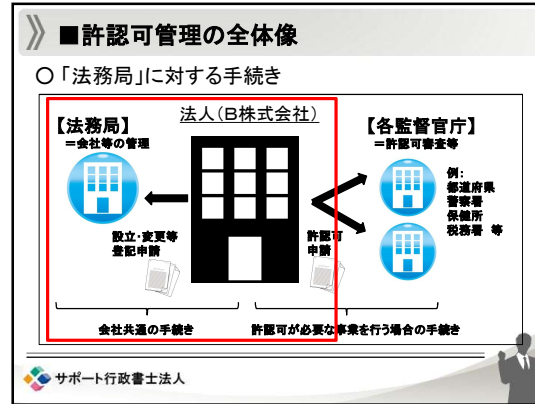 ■許認可管理の全体像
○「法務局」に対する手続き
法人(B株式会社)
【法務局】
=会社等の管理
【各監督官庁】
=許認可審査等
例:
都道府県
警察署
保健所
税務署 等
設立・変更等
登記申請
許認可
申請
会社共通の手続き
許認可が必要な事業を行う場合の手続き
サポート行政書士法人